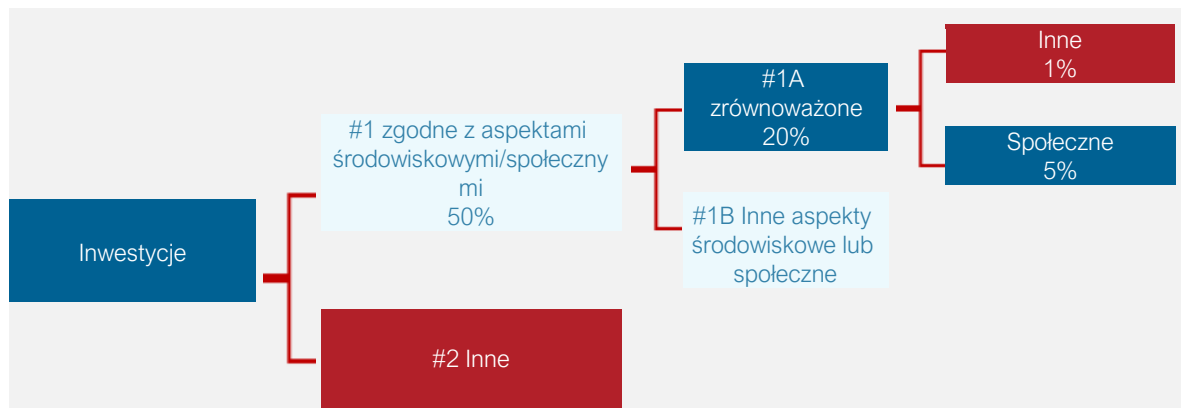 Inwestycje
#1 zgodne z aspektami
środowiskowymi/społeczny
mi
50%
#2 Inne
#1A
zrównoważone
20%
#1B Inne aspekty
środowiskowe lub
społeczne
Inne
1%
Społeczne
5%